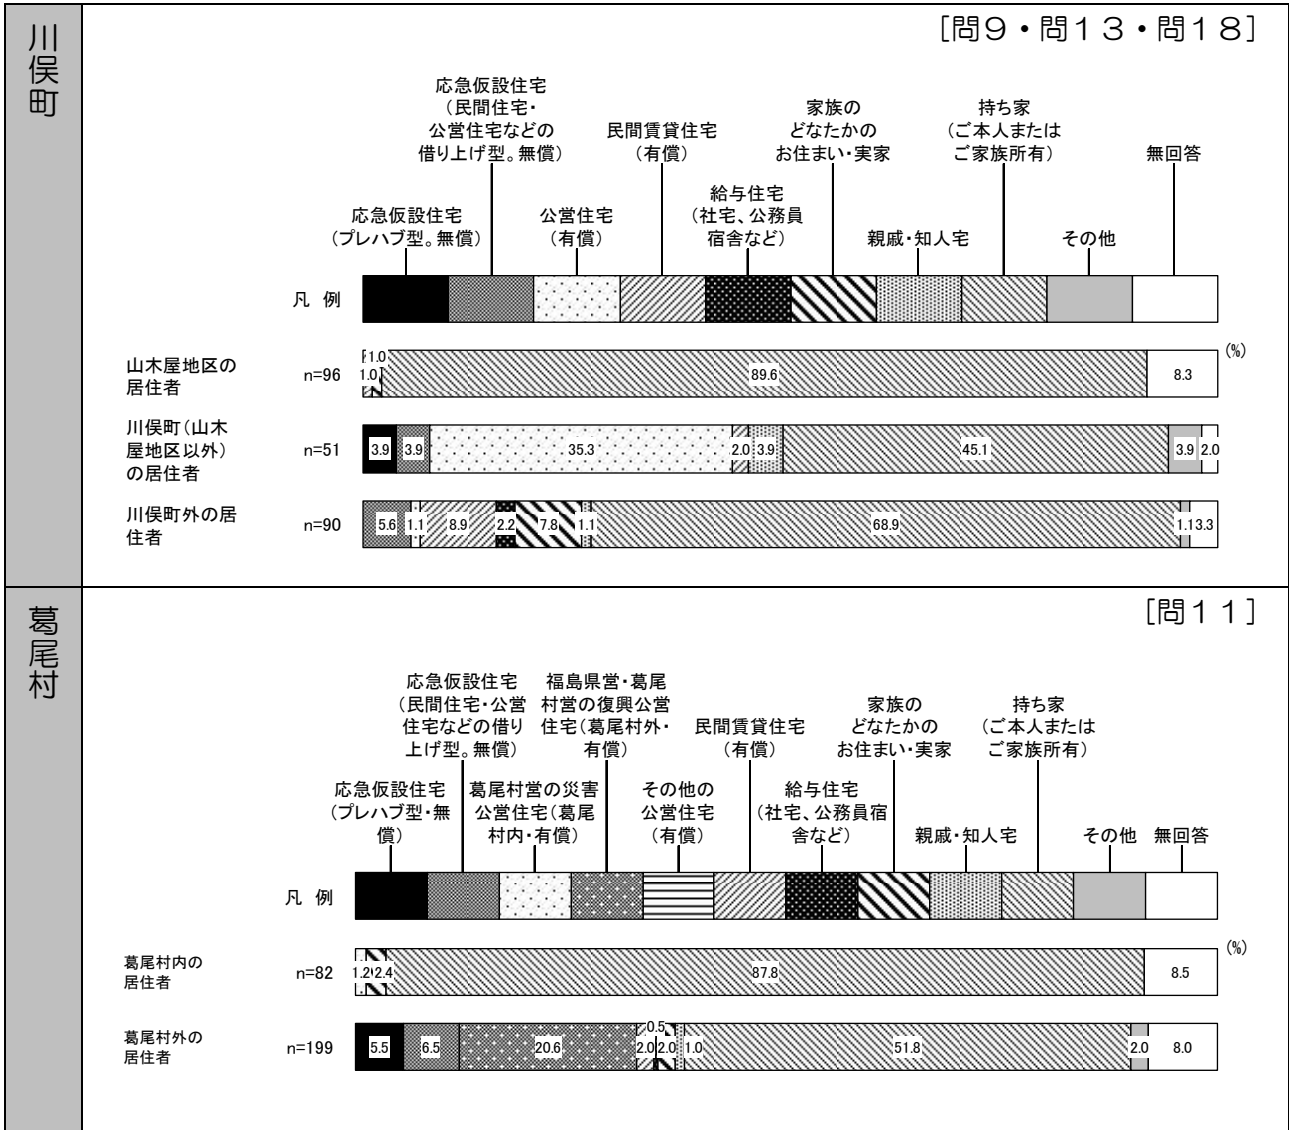 川俣町
[問9・問13・問18]
応急仮設住宅
(民間住宅・
公営住宅などの
借り上げ型。無償)
民間賃貸住宅
(有償)
家族の
どなたかの
お住まい・実家
持ち家
(ご本人または
ご家族所有)
無回答
応急仮設住宅
(プレハブ型。無償)
公営住宅
(有償)
給与住宅
(社宅、公務員
宿舎など)
親戚・知人宅
その他
凡 例
(%)
山木屋地区の
居住者
n=96
1.0
1.0
89.6
8.3
川俣町(山木
屋地区以外)
の居住者
n=51
3.9
3.9
35.3
2.0
3.9
45.1
3.9
2.0
川俣町外の居
住者
n=90
5.6
1.1
8.9
2.2
7.8
1.1
68.9
1.1
3.3
葛尾村
[問11]
応急仮設住宅
(民間住宅・公営
住宅などの借り
上げ型。無償)
福島県営・葛尾
村営の復興公営
住宅(葛尾村外・
有償)
民間賃貸住宅
(有償)
家族の
どなたかの
お住まい・実家
持ち家
(ご本人または
ご家族所有)
応急仮設住宅
(プレハブ型・無
償)
葛尾村営の災害
公営住宅(葛尾
村内・有償)
その他の
公営住宅
(有償)
給与住宅
(社宅、公務員宿
舎など)
親戚・知人宅
その他
無回答
凡 例
(%)
葛尾村内の
居住者
n=82
1.2
2.4
87.8
8.5
葛尾村外の
居住者
n=199
5.5
6.5
20.6
2.0
0.5
2.0
1.0
51.8
2.0
8.0